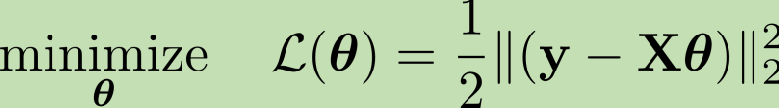 minimize_θ ℒ(θ) = 1/2 ‖(y − Xθ)‖₂²